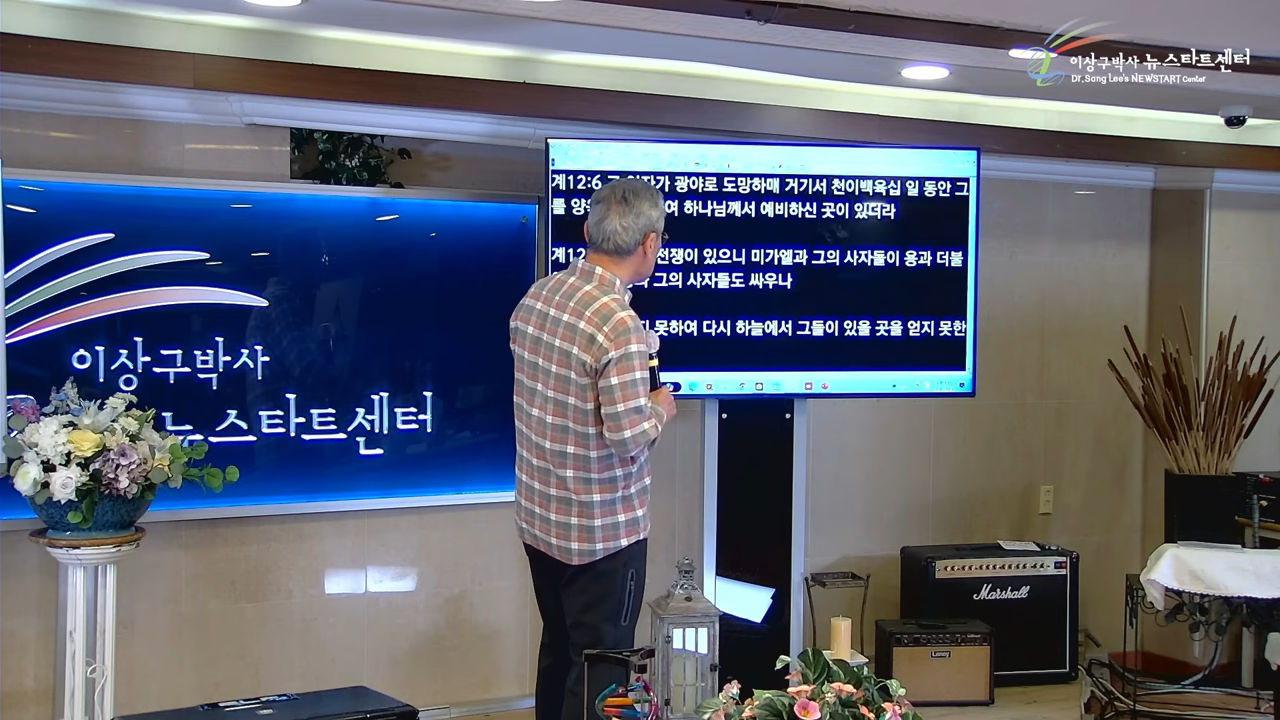 이상구박사 뉴스타트센터
Dr. Sang Lee's NEWSTART Center
계12:6 자가 광야로 도망하매 거기서 천이백육십 일 동안 그
를 양 여 하나님께서 예비하신 곳이 있더라
계12 전쟁이 있으니 미가엘과 그의 사자들이 용과 더불
그의 사자들도 싸우나
못하여 다시 하늘에서 그들이 있을 곳을 얻지 못한
이상구박사
뉴스타트센터
Marshall
Laney